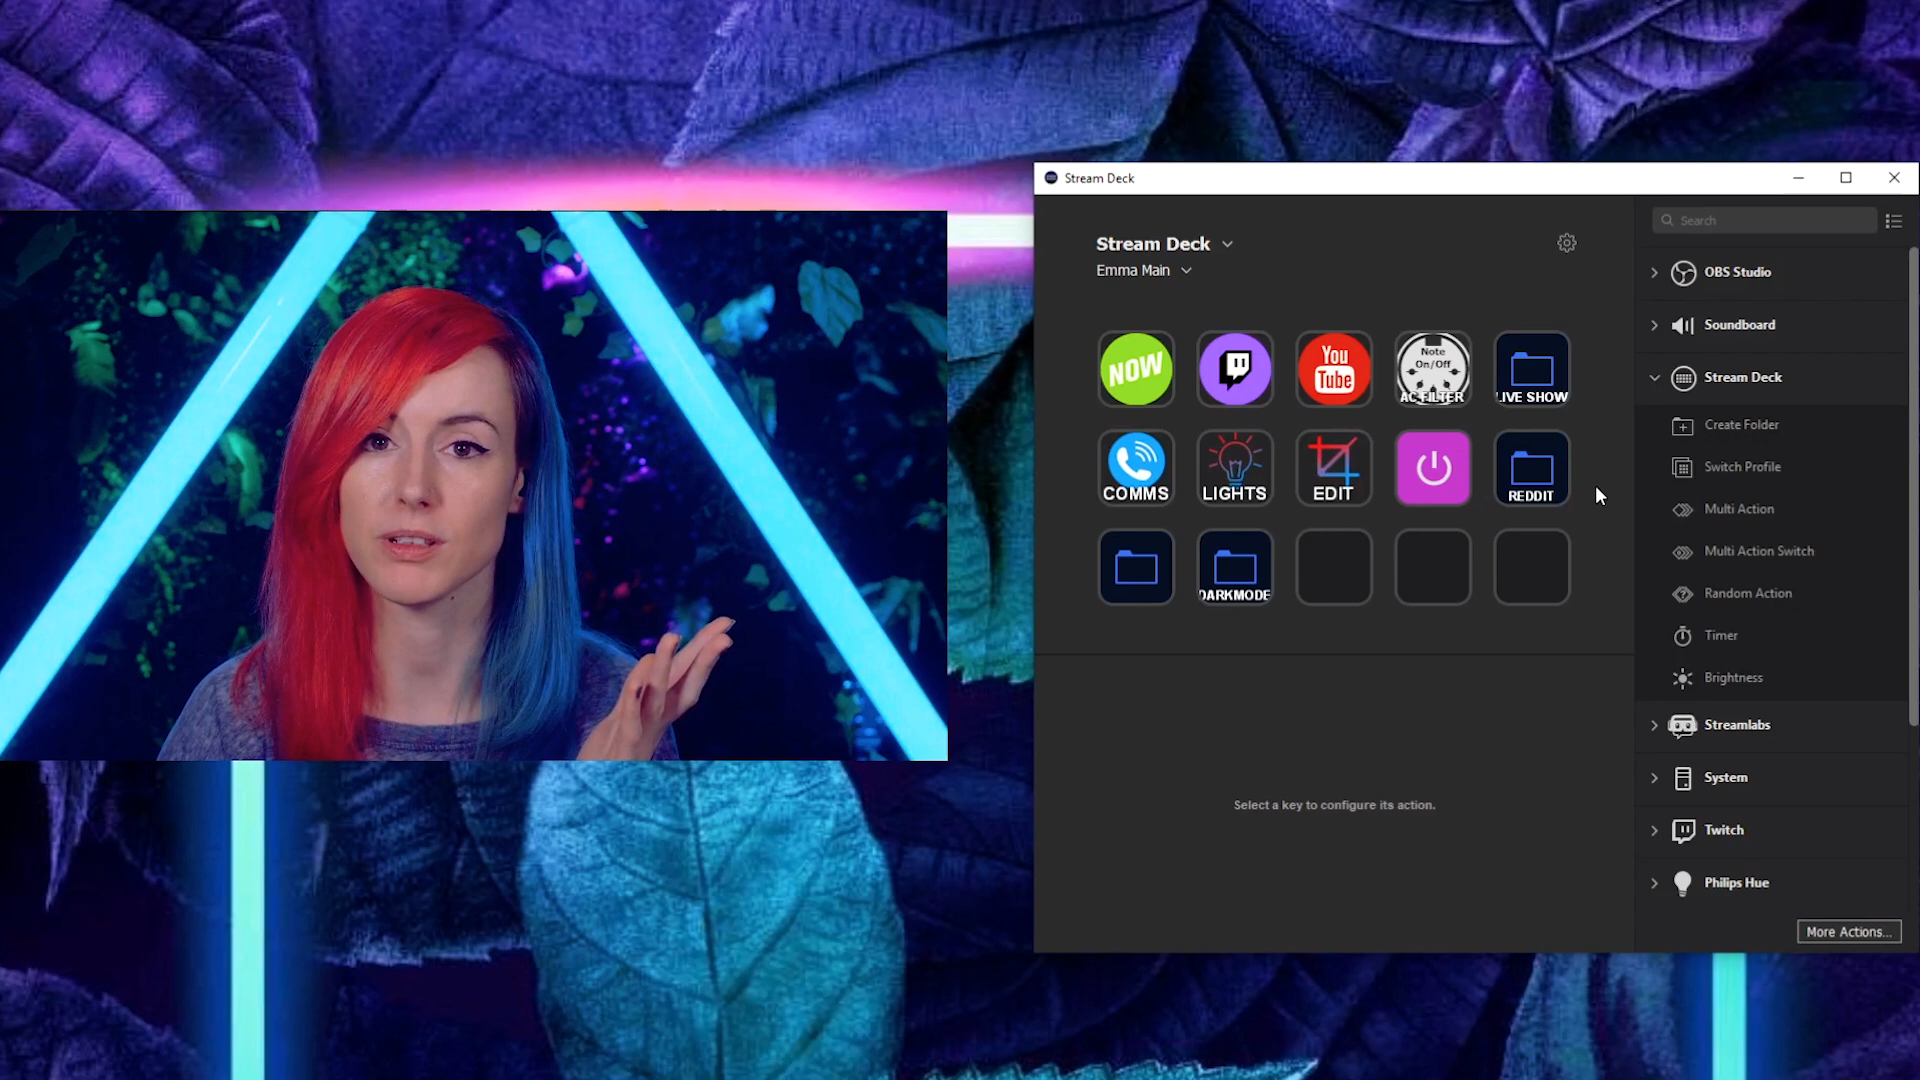 Stream Deck
Search
Stream Deck
Emma Main
OBS Studio
Soundboard
Stream Deck
Create Folder
Switch Profile
Multi Action
Multi Action Switch
Random Action
Timer
Brightness
Streamlabs
System
Twitch
Philips Hue
More Actions...
NOW
You
Tube
Note
On/Off
AC FILTER
LIVE SHOW
COMMS
LIGHTS
EDIT
REDDIT
DARKMODE
Select a key to configure its action.